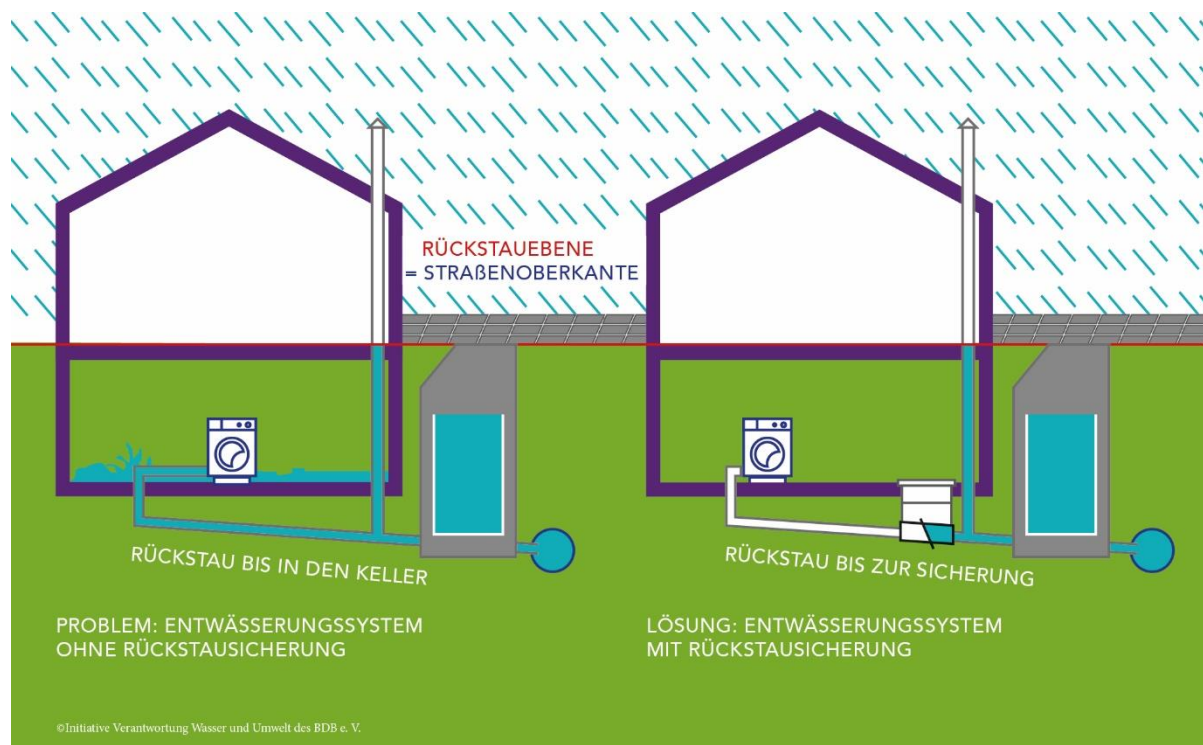 RÜCKSTAUEBENE
= STRAßENOBERKANTE
RÜCKSTAU BIS IN DEN KELLER
PROBLEM: ENTWÄSSERUNGSSYSTEM
OHNE RÜCKSTAUSICHERUNG
RÜCKSTAU BIS ZUR SICHERUNG
LÖSUNG: ENTWÄSSERUNGSSYSTEM
MIT RÜCKSTAUSICHERUNG
©Initiative Verantwortung Wasser und Umwelt des BDB e. V.